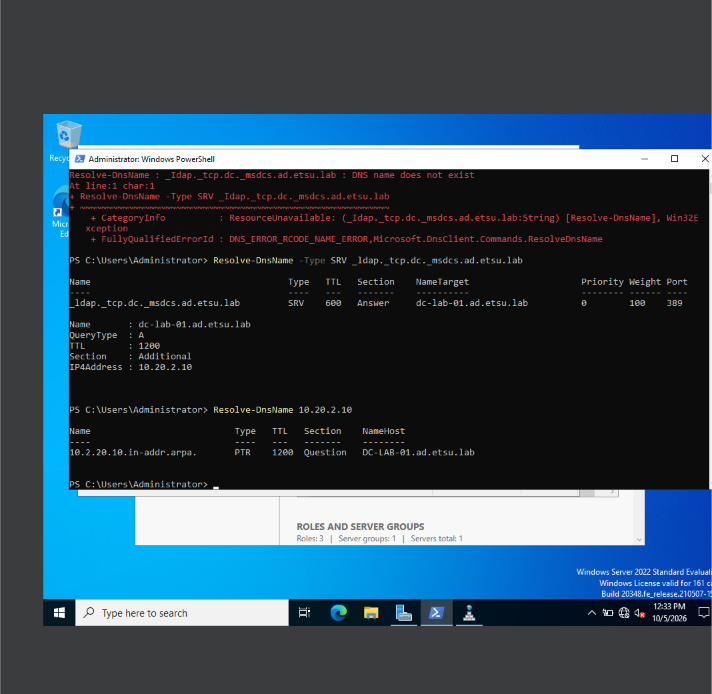 Recyc
Micr
Ed
Administrator: Windows PowerShell
Resolve-DnsName : _Idap._tcp.dc._msdcs.ad.etsu.lab : DNS name does not exist
At line:1 char:1
+ Resolve-DnsName -Type SRV _Idap._tcp.dc._msdcs.ad.etsu.lab
+ ~~~~~~~~~~~~~~~~~~~~~~~~~~~~~~~~~~~~~~~~~~~~~~~~~~~~~~~~~~
+ CategoryInfo : ResourceUnavailable: (_Idap._tcp.dc._msdcs.ad.etsu.lab:String) [Resolve-DnsName], Win32E
xception
+ FullyQualifiedErrorId : DNS_ERROR_RCODE_NAME_ERROR,Microsoft.DnsClient.Commands.ResolveDnsName
PS C:\Users\Administrator> Resolve-DnsName -Type SRV _ldap._tcp.dc._msdcs.ad.etsu.lab
Name Type TTL Section NameTarget Priority Weight Port
---- ---- --- ------- ---------- -------- ------ ----
_ldap._tcp.dc._msdcs.ad.etsu.lab SRV 600 Answer dc-lab-01.ad.etsu.lab 0 100 389
Name : dc-lab-01.ad.etsu.lab
QueryType : A
TTL : 1200
Section : Additional
IP4Address : 10.20.2.10
PS C:\Users\Administrator> Resolve-DnsName 10.20.2.10
Name Type TTL Section NameHost
---- ---- --- ------- --------
10.2.20.10.in-addr.arpa. PTR 1200 Question DC-LAB-01.ad.etsu.lab
PS C:\Users\Administrator> _
ROLES AND SERVER GROUPS
Roles: 3 | Server groups: 1 | Servers total: 1
Windows Server 2022 Standard Evaluati
Windows License valid for 161 d
Build 20348.fe_release.210507-15
Type here to search
12:33 PM
10/5/2026